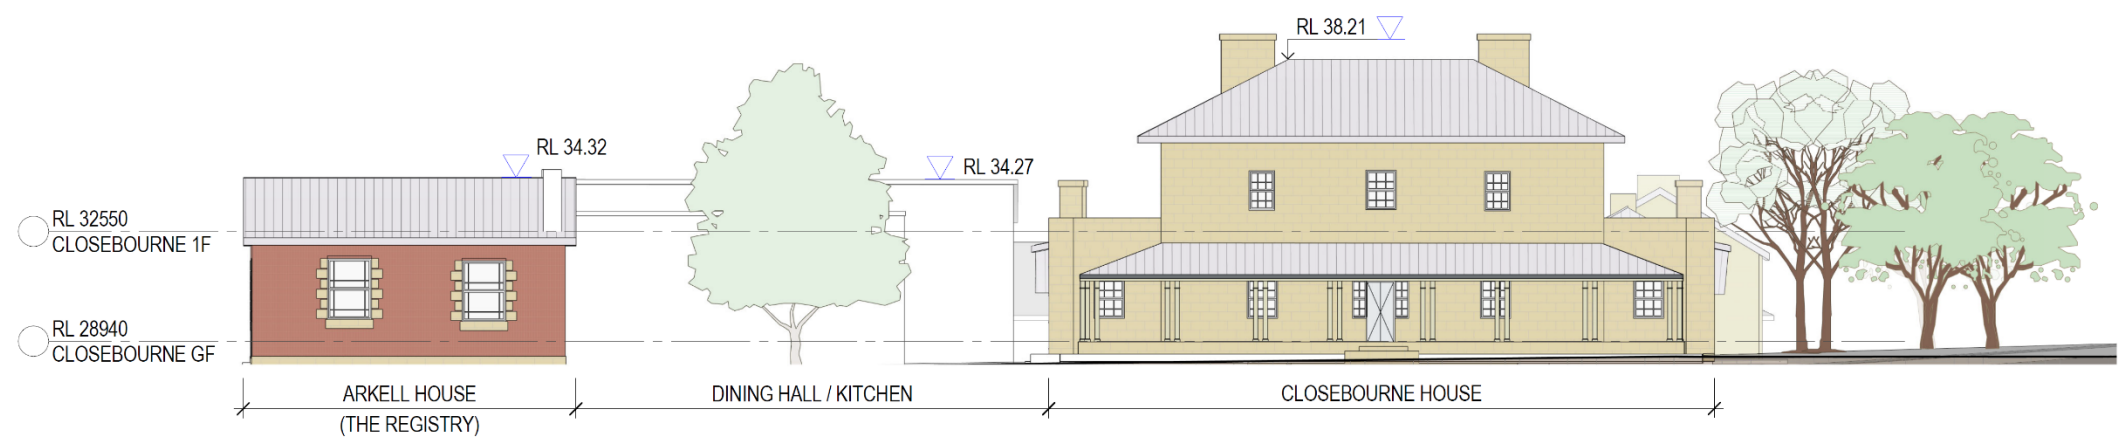 RL 38.21
RL 34.32
RL 34.27
RL 32550
CLOSEBOURNE 1F
RL 28940
CLOSEBOURNE GF
ARKELL HOUSE
(THE REGISTRY)
DINING HALL / KITCHEN
CLOSEBOURNE HOUSE